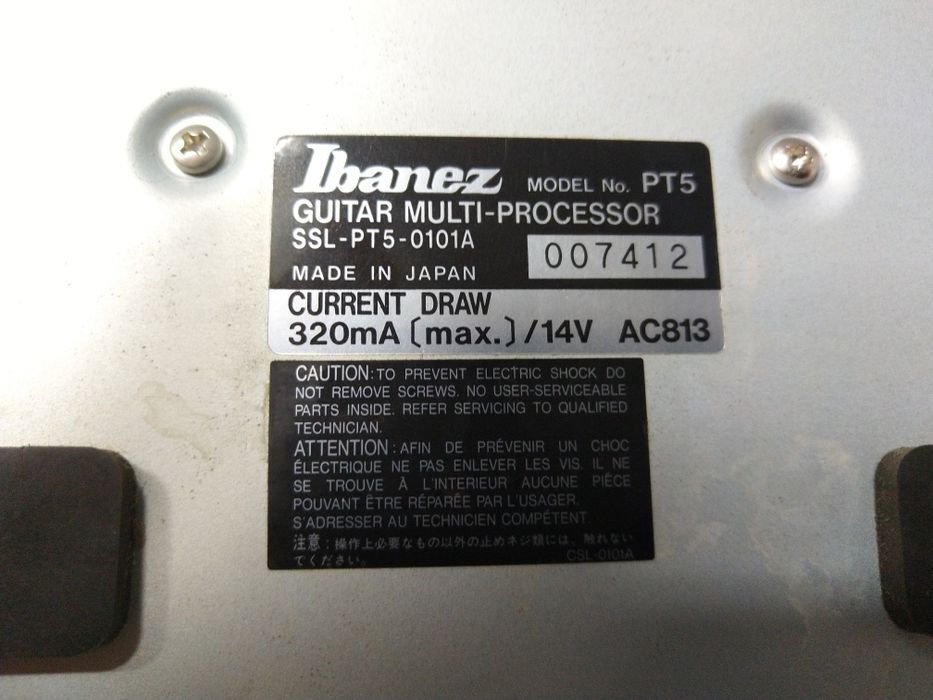 Ibanez MODEL No. PT5
GUITAR MULTI-PROCESSOR
SSL-PT5-0101A
007412
MADE IN JAPAN
CURRENT DRAW
320mA (max.)/14V AC813
CAUTION: TO PREVENT ELECTRIC SHOCK DO
NOT REMOVE SCREWS. NO USER-SERVICEABLE
PARTS INSIDE. REFER SERVICING TO QUALIFIED
TECHNICIAN.
ATTENTION: AFIN DE PRÉVENIR UN CHOC
ÉLECTRIQUE NE PAS ENLEVER LES VIS. IL NE
SE TROUVE À L'INTERIEUR AUCUNE PIÉCE
POUVANT ÊTRE RÉPARÉE PAR L'USAGER.
S'ADRESSER AU TECHNICIEN COMPÉTENT.
注意：操作上必要なもの以外の止めネジ類には、触れない
でください。
CSL-0101A